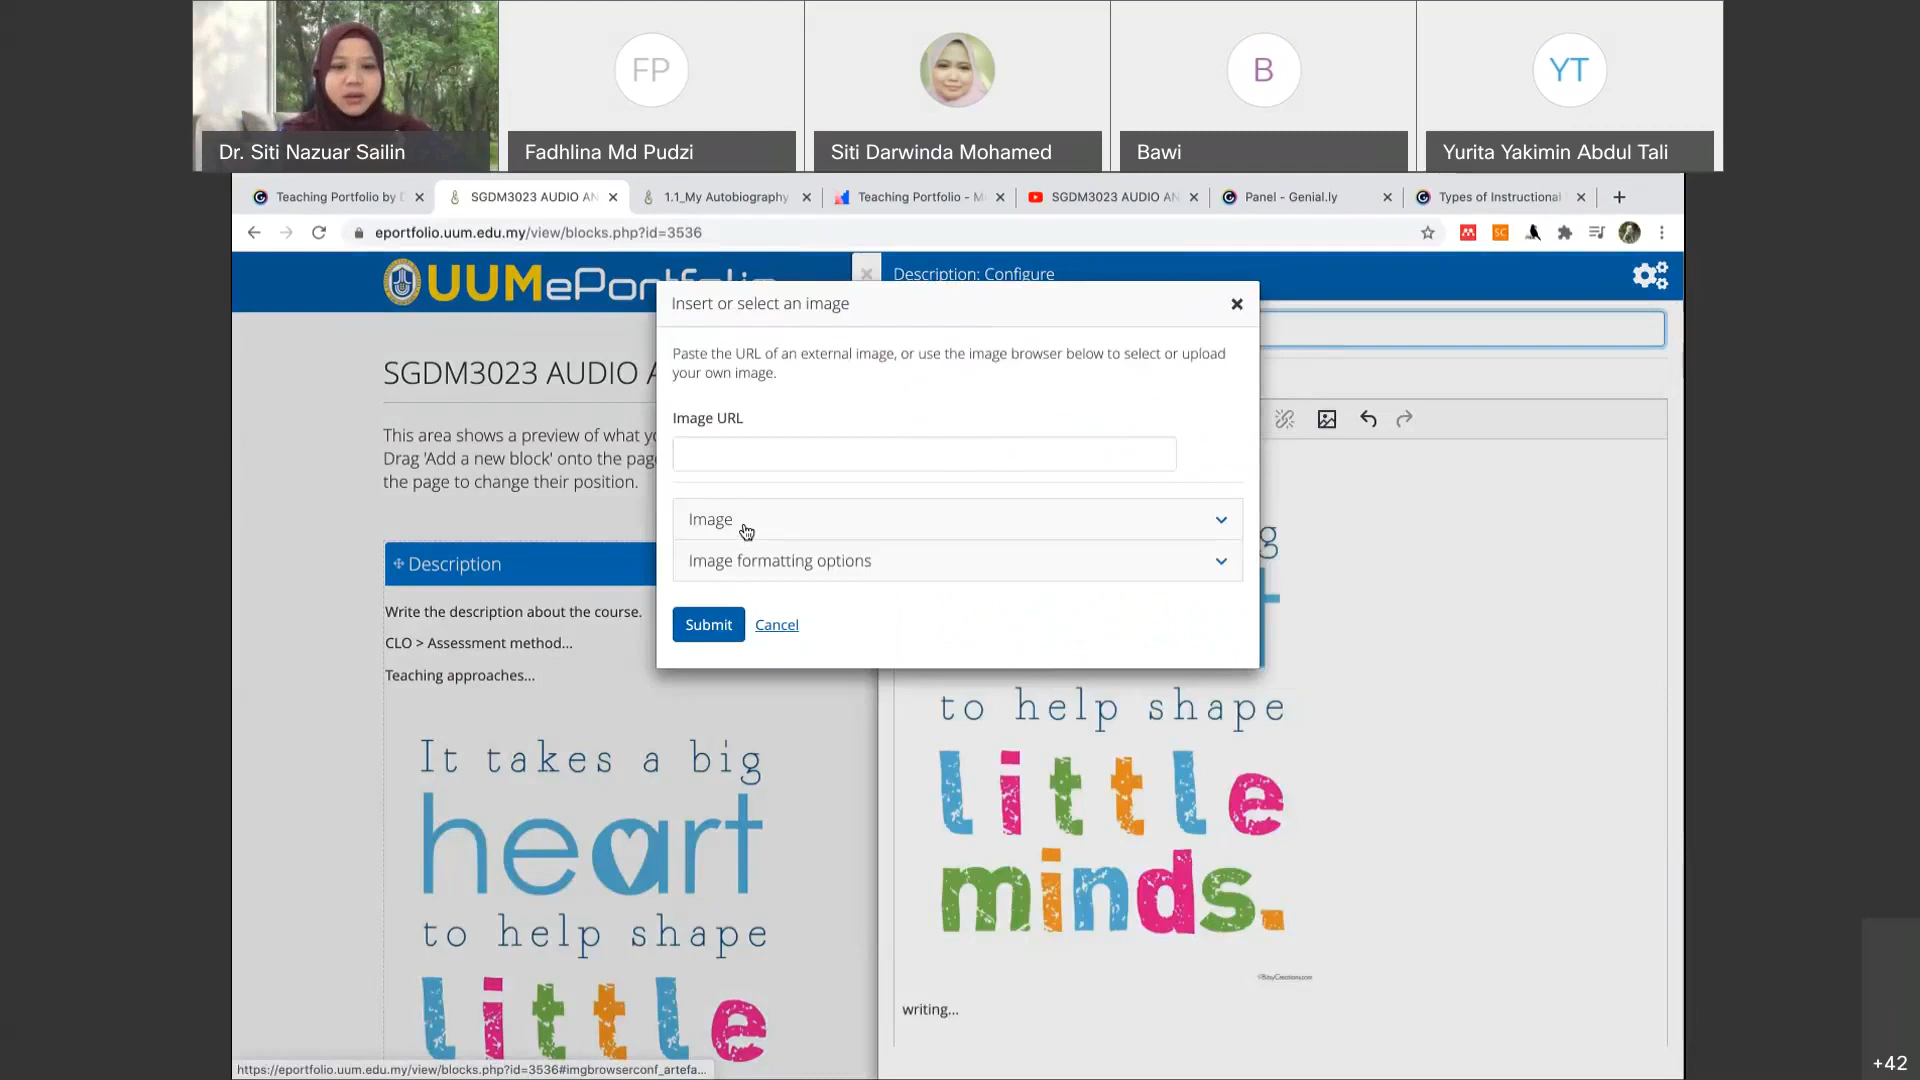 FP
B
YT
Dr. Siti Nazuar Sailin
Fadhlina Md Pudzi
Siti Darwinda Mohamed
Bawi
Yurita Yakimin Abdul Tali
Teaching Portfolio by
SGDM3023 AUDIO AN
1.1_My Autobiography
Teaching Portfolio - M
SGDM3023 AUDIO AN
Panel - Genial.ly
Types of Instructional
eportfolio.uum.edu.my/view/blocks.php?id=3536
SC
UUMePortfolio
Description: Configure
Insert or select an image
Paste the URL of an external image, or use the image browser below to select or upload
your own image.
Image URL
Image
Image formatting options
Submit
Cancel
SGDM3023 AUDIO A
This area shows a preview of what yo
Drag 'Add a new block' onto the pag
the page to change their position.
Description
Write the description about the course.
CLO > Assessment method...
Teaching approaches...
It takes a big
heart
to help shape
little
g
to help shape
little
minds.
©BitsyCreations.com
writing...
https://eportfolio.uum.edu.my/view/blocks.php?id=3536#imgbrowserconf_artefa...
+42